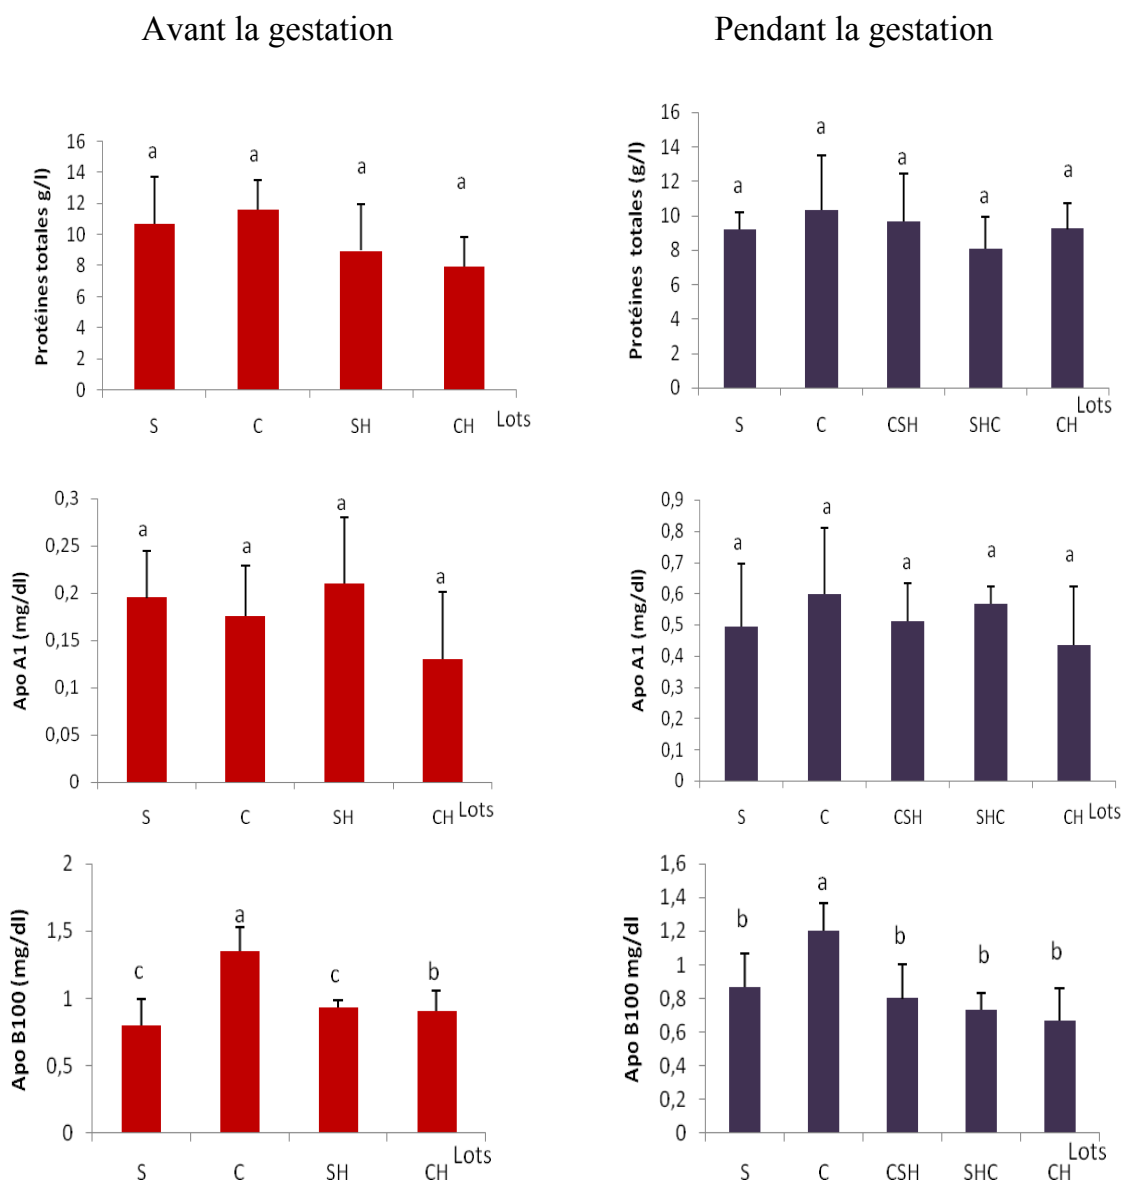 Avant la gestation
Pendant la gestation
Protéines totales g/l
16
14
12
10
8
6
4
2
0
a
a
a
a
S C SH CH Lots
Protéines totales (g/l)
16
14
12
10
8
6
4
2
0
a
a
a
a
a
S C CSH SHC CH Lots
Apo A1 (mg/dl)
0,3
0,25
0,2
0,15
0,1
0,05
0
a
a
a
a
S C SH CH Lots
Apo A1 (mg/dl)
0,9
0,8
0,7
0,6
0,5
0,4
0,3
0,2
0,1
0
a
a
a
a
a
S C CSH SHC CH Lots
Apo B100 (mg/dl)
2
1,5
1
0,5
0
c
a
c
b
S C SH CH Lots
Apo B100 mg/dl
1,6
1,4
1,2
1
0,8
0,6
0,4
0,2
0
b
a
b
b
b
S C CSH SHC CH Lots